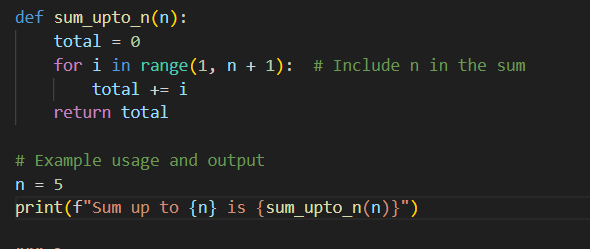 def sum_upto_n(n):
    total = 0
    for i in range(1, n + 1):  # Include n in the sum
        total += i
    return total

# Example usage and output
n = 5
print(f"Sum up to {n} is {sum_upto_n(n)}")